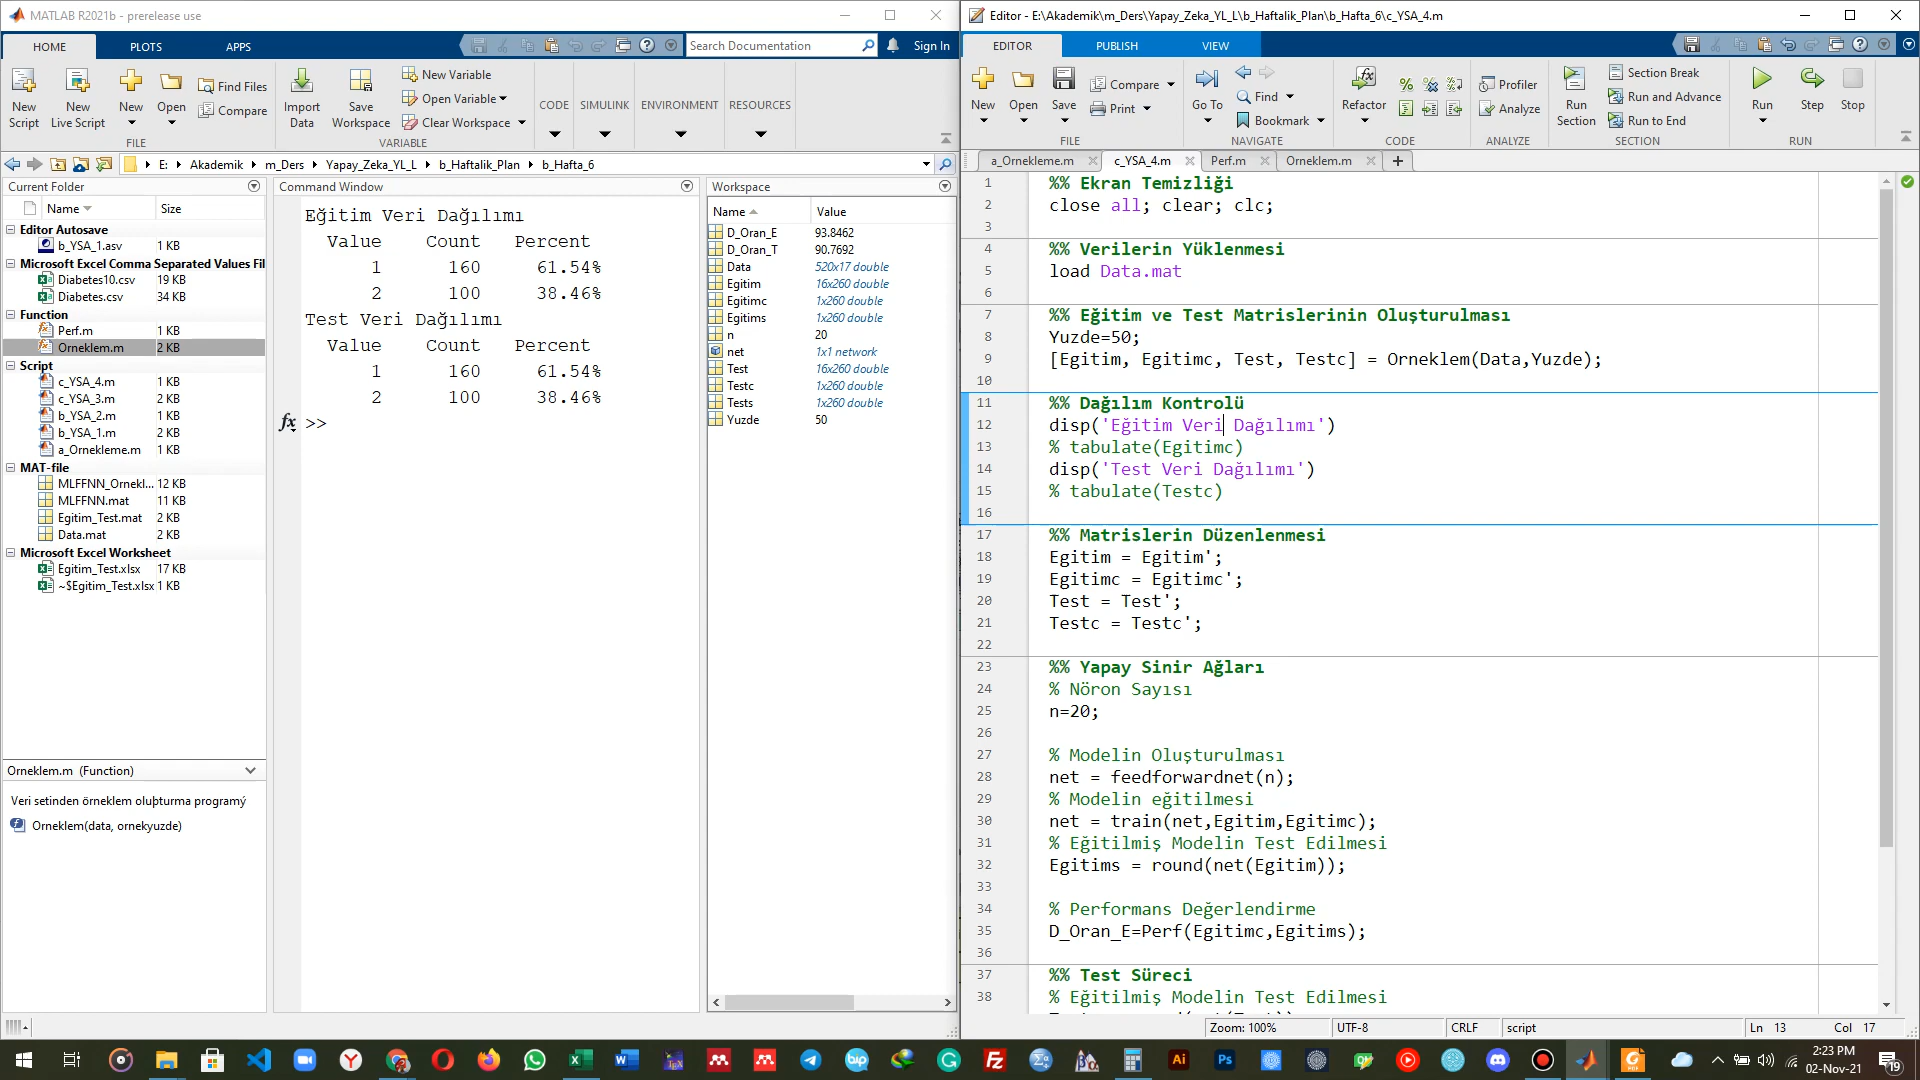 MATLAB R2021b - prerelease use
HOME PLOTS APPS
Search Documentation
Sign In
New Script
New Live Script
New
Open
Find Files
Compare
Import Data
Save Workspace
New Variable
Open Variable
Clear Workspace
CODE SIMULINK ENVIRONMENT RESOURCES
FILE VARIABLE
E: Akademik m_Ders Yapay_Zeka_YL_L b_Haftalik_Plan b_Hafta_6
Current Folder
Name Size
Editor Autosave
b_YSA_1.asv 1 KB
Microsoft Excel Comma Separated Values Fil
Diabetes10.csv 19 KB
Diabetes.csv 34 KB
Function
Perf.m 1 KB
Orneklem.m 2 KB
Script
c_YSA_4.m 1 KB
c_YSA_3.m 2 KB
b_YSA_2.m 1 KB
b_YSA_1.m 2 KB
a_Ornekleme.m 1 KB
MAT-file
MLFFNN_Ornekl... 12 KB
MLFFNN.mat 11 KB
Egitim_Test.mat 2 KB
Data.mat 2 KB
Microsoft Excel Worksheet
Egitim_Test.xlsx 17 KB
~$Egitim_Test.xlsx 1 KB
Orneklem.m (Function)
Veri setinden örneklem oluþturma programý
Orneklem(data, ornekyuzde)
Command Window
Eğitim Veri Dağılımı
Value Count Percent
1 160 61.54%
2 100 38.46%
Test Veri Dağılımı
Value Count Percent
1 160 61.54%
2 100 38.46%
fx >>
Workspace
Name Value
D_Oran_E 93.8462
D_Oran_T 90.7692
Data 520x17 double
Egitim 16x260 double
Egitimc 1x260 double
Egitims 1x260 double
n 20
net 1x1 network
Test 16x260 double
Testc 1x260 double
Tests 1x260 double
Yuzde 50
Editor - E:\Akademik\m_Ders\Yapay_Zeka_YL_L\b_Haftalik_Plan\b_Hafta_6\c_YSA_4.m
EDITOR PUBLISH VIEW
New
Open
Save
Compare
Print
Go To
Find
Bookmark
Refactor
Profiler
Analyze
Run Section
Section Break
Run and Advance
Run to End
Run
Step
Stop
FILE NAVIGATE CODE ANALYZE SECTION RUN
a_Ornekleme.m c_YSA_4.m Perf.m Orneklem.m
1 %% Ekran Temizliği
2 close all; clear; clc;
3
4 %% Verilerin Yüklenmesi
5 load Data.mat
6
7 %% Eğitim ve Test Matrislerinin Oluşturulması
8 Yuzde=50;
9 [Egitim, Egitimc, Test, Testc] = Orneklem(Data,Yuzde);
10
11 %% Dağılım Kontrolü
12 disp('Eğitim Veri Dağılımı')
13 % tabulate(Egitimc)
14 disp('Test Veri Dağılımı')
15 % tabulate(Testc)
16
17 %% Matrislerin Düzenlenmesi
18 Egitim = Egitim';
19 Egitimc = Egitimc';
20 Test = Test';
21 Testc = Testc';
22
23 %% Yapay Sinir Ağları
24 % Nöron Sayısı
25 n=20;
26
27 % Modelin Oluşturulması
28 net = feedforwardnet(n);
29 % Modelin eğitilmesi
30 net = train(net,Egitim,Egitimc);
31 % Eğitilmiş Modelin Test Edilmesi
32 Egitims = round(net(Egitim));
33
34 % Performans Değerlendirme
35 D_Oran_E=Perf(Egitimc,Egitims);
36
37 %% Test Süreci
38 % Eğitilmiş Modelin Test Edilmesi
Zoom: 100% UTF-8 CRLF script Ln 13 Col 17
2:23 PM
02-Nov-21
19